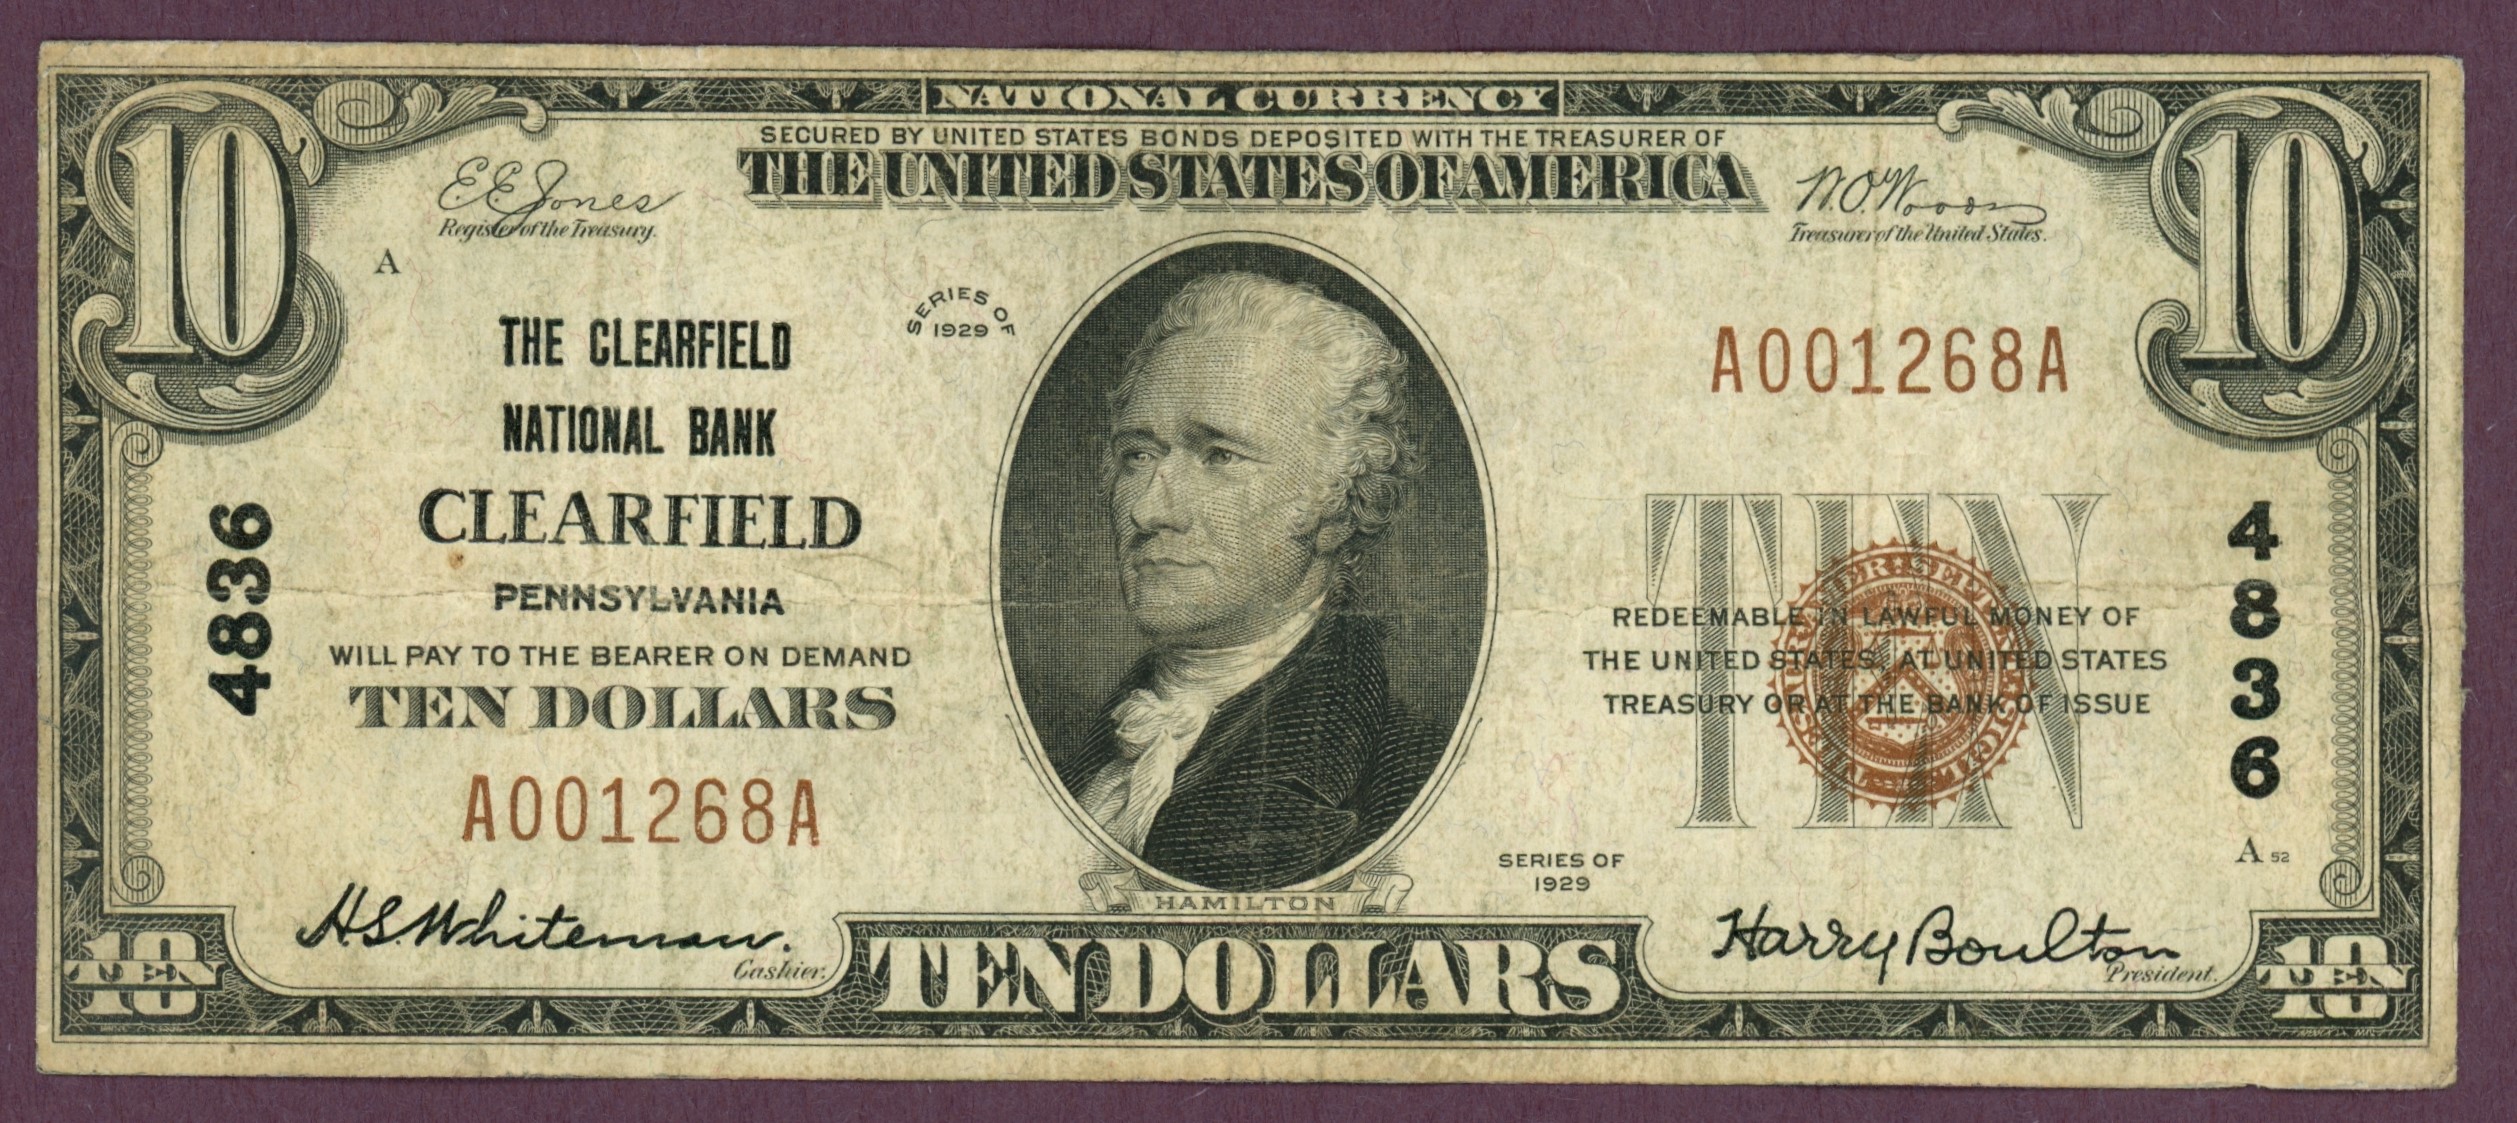 NATIONAL CURRENCY
SECURED BY UNITED STATES BONDS DEPOSITED WITH THE TREASURER OF
THE UNITED STATES OF AMERICA
10
10
E.E. Jones
Register of the Treasury.
W.O. Woods
Treasurer of the United States.
A
SERIES OF
1929
THE CLEARFIELD
NATIONAL BANK
CLEARFIELD
PENNSYLVANIA
WILL PAY TO THE BEARER ON DEMAND
TEN DOLLARS
A001268A
4836
A001268A
TEN
REDEEMABLE IN LAWFUL MONEY OF
THE UNITED STATES, AT UNITED STATES
TREASURY OR AT THE BANK OF ISSUE
4836
A 52
SERIES OF
1929
HAMILTON
H.S. Whiteman.
Cashier.
Harry Boulton
President.
10
TEN
TEN DOLLARS
10
TEN